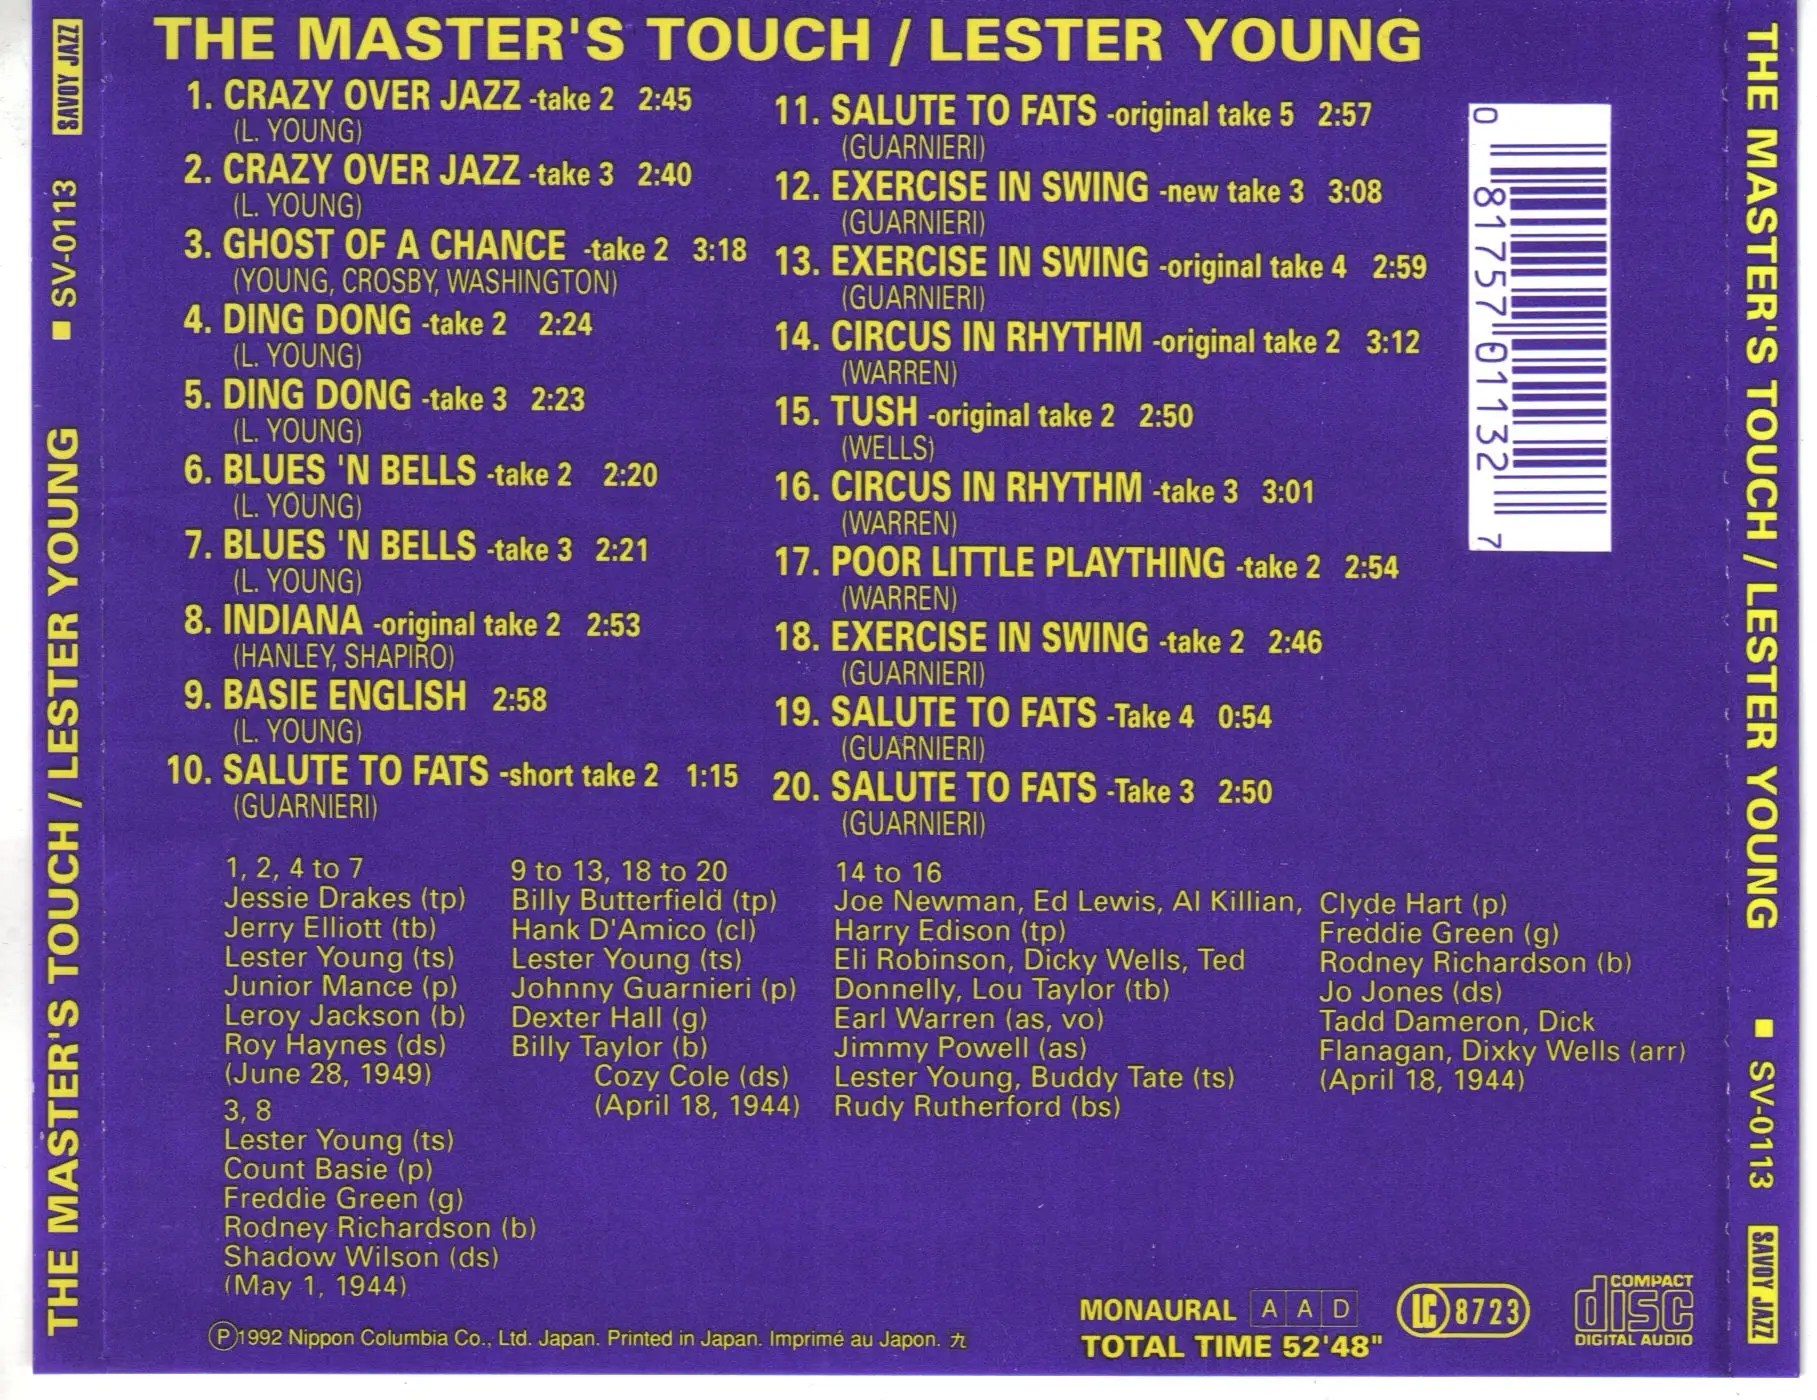 THE MASTER'S TOUCH / LESTER YOUNG
1. CRAZY OVER JAZZ -take 2 2:45
(L. YOUNG)
2. CRAZY OVER JAZZ -take 3 2:40
(L. YOUNG)
3. GHOST OF A CHANCE -take 2 3:18
(YOUNG, CROSBY, WASHINGTON)
4. DING DONG -take 2 2:24
(L. YOUNG)
5. DING DONG -take 3 2:23
(L. YOUNG)
6. BLUES 'N BELLS -take 2 2:20
(L. YOUNG)
7. BLUES 'N BELLS -take 3 2:21
(L. YOUNG)
8. INDIANA -original take 2 2:53
(HANLEY, SHAPIRO)
9. BASIE ENGLISH 2:58
(L. YOUNG)
10. SALUTE TO FATS -short take 2 1:15
(GUARNIERI)
11. SALUTE TO FATS -original take 5 2:57
(GUARNIERI)
12. EXERCISE IN SWING -new take 3 3:08
(GUARNIERI)
13. EXERCISE IN SWING -original take 4 2:59
(GUARNIERI)
14. CIRCUS IN RHYTHM -original take 2 3:12
(WARREN)
15. TUSH -original take 2 2:50
(WELLS)
16. CIRCUS IN RHYTHM -take 3 3:01
(WARREN)
17. POOR LITTLE PLAYTHING -take 2 2:54
(WARREN)
18. EXERCISE IN SWING -take 2 2:46
(GUARNIERI)
19. SALUTE TO FATS -Take 4 0:54
(GUARNIERI)
20. SALUTE TO FATS -Take 3 2:50
(GUARNIERI)
0 81757 01132 7
1, 2, 4 to 7
Jessie Drakes (tp)
Jerry Elliott (tb)
Lester Young (ts)
Junior Mance (p)
Leroy Jackson (b)
Roy Haynes (ds)
(June 28, 1949)
3, 8
Lester Young (ts)
Count Basie (p)
Freddie Green (g)
Rodney Richardson (b)
Shadow Wilson (ds)
(May 1, 1944)
9 to 13, 18 to 20
Billy Butterfield (tp)
Hank D'Amico (cl)
Lester Young (ts)
Johnny Guarnieri (p)
Dexter Hall (g)
Billy Taylor (b)
Cozy Cole (ds)
(April 18, 1944)
14 to 16
Joe Newman, Ed Lewis, Al Killian,
Harry Edison (tp)
Eli Robinson, Dicky Wells, Ted
Donnelly, Lou Taylor (tb)
Earl Warren (as, vo)
Jimmy Powell (as)
Lester Young, Buddy Tate (ts)
Rudy Rutherford (bs)
Clyde Hart (p)
Freddie Green (g)
Rodney Richardson (b)
Jo Jones (ds)
Tadd Dameron, Dick
Flanagan, Dixky Wells (arr)
(April 18, 1944)
Ⓟ1992 Nippon Columbia Co., Ltd. Japan. Printed in Japan. Imprimé au Japon. 九
MONAURAL AAD
TOTAL TIME 52'48"
LC 8723
COMPACT
disc
DIGITAL AUDIO
THE MASTER'S TOUCH / LESTER YOUNG ■ SV-0113 SAVOY JAZZ
THE MASTER'S TOUCH / LESTER YOUNG ■ SV-0113 SAVOY JAZZ